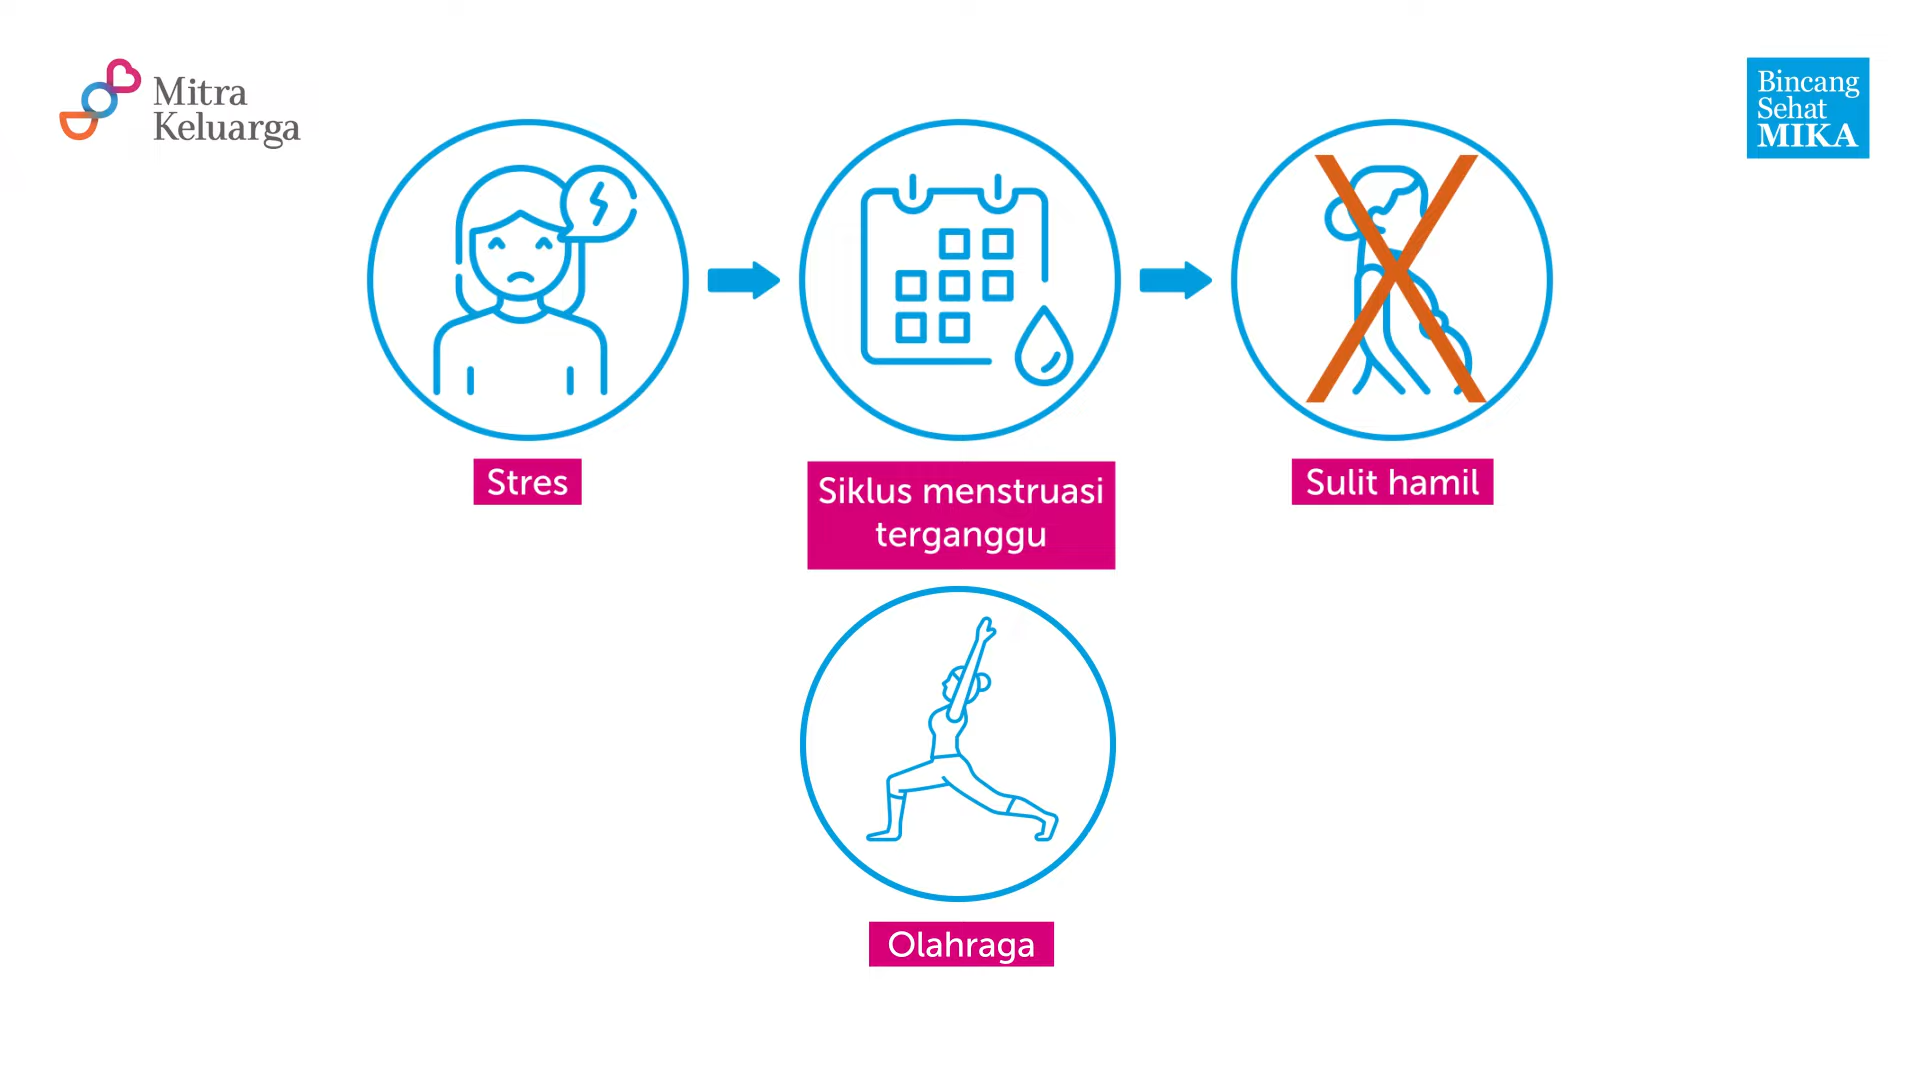 Mitra
Keluarga
Bincang
Sehat
MIKA
Stres
Siklus menstruasi
terganggu
Sulit hamil
Olahraga